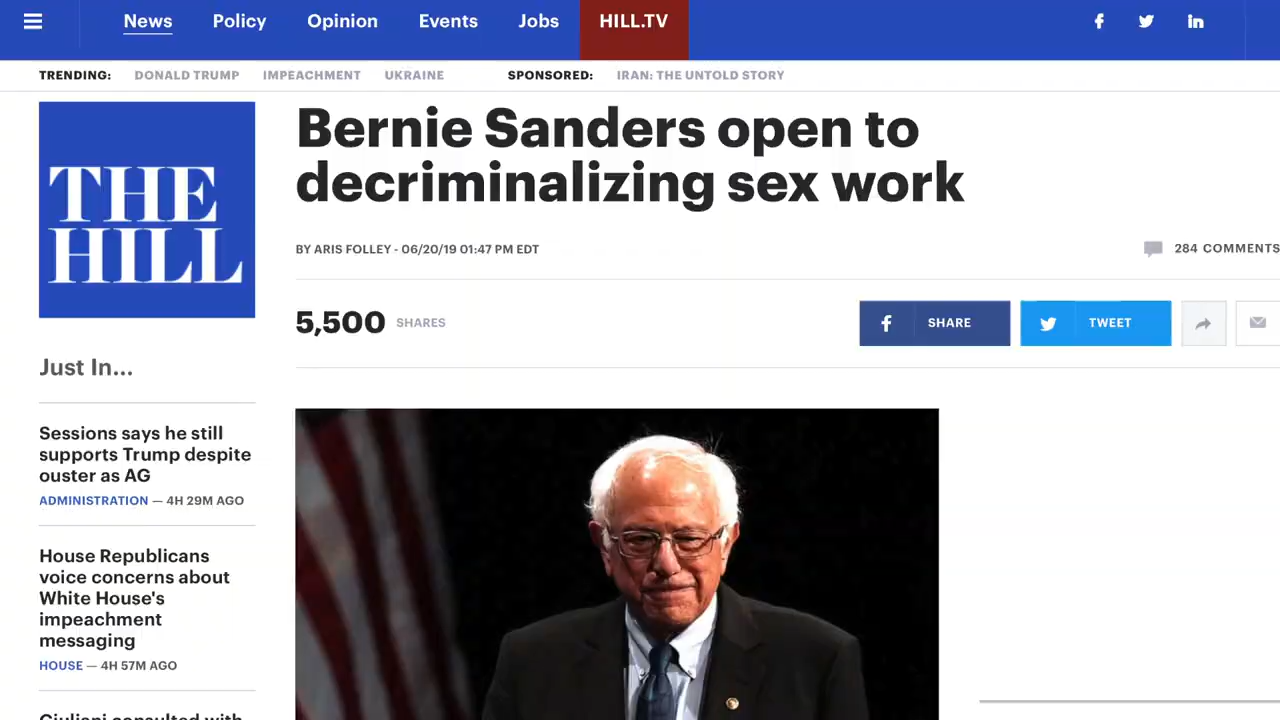 News Policy Opinion Events Jobs HILL.TV
TRENDING: DONALD TRUMP IMPEACHMENT UKRAINE SPONSORED: IRAN: THE UNTOLD STORY
THE
HILL
Bernie Sanders open to
decriminalizing sex work
BY ARIS FOLLEY - 06/20/19 01:47 PM EDT
284 COMMENTS
5,500 SHARES
SHARE
TWEET
Just In...
Sessions says he still
supports Trump despite
ouster as AG
ADMINISTRATION — 4H 29M AGO
House Republicans
voice concerns about
White House's
impeachment
messaging
HOUSE — 4H 57M AGO
Giuliani consulted with